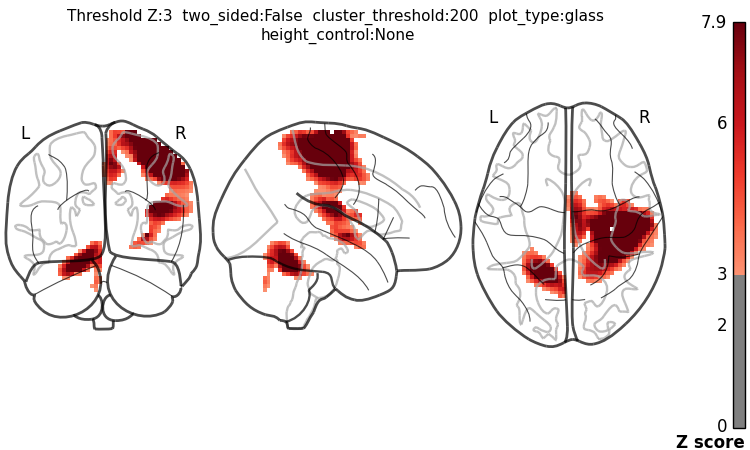 Threshold Z:3  two_sided:False  cluster_threshold:200  plot_type:glass
height_control:None
L
R
L
R
7.9
6
3
2
0
Z score